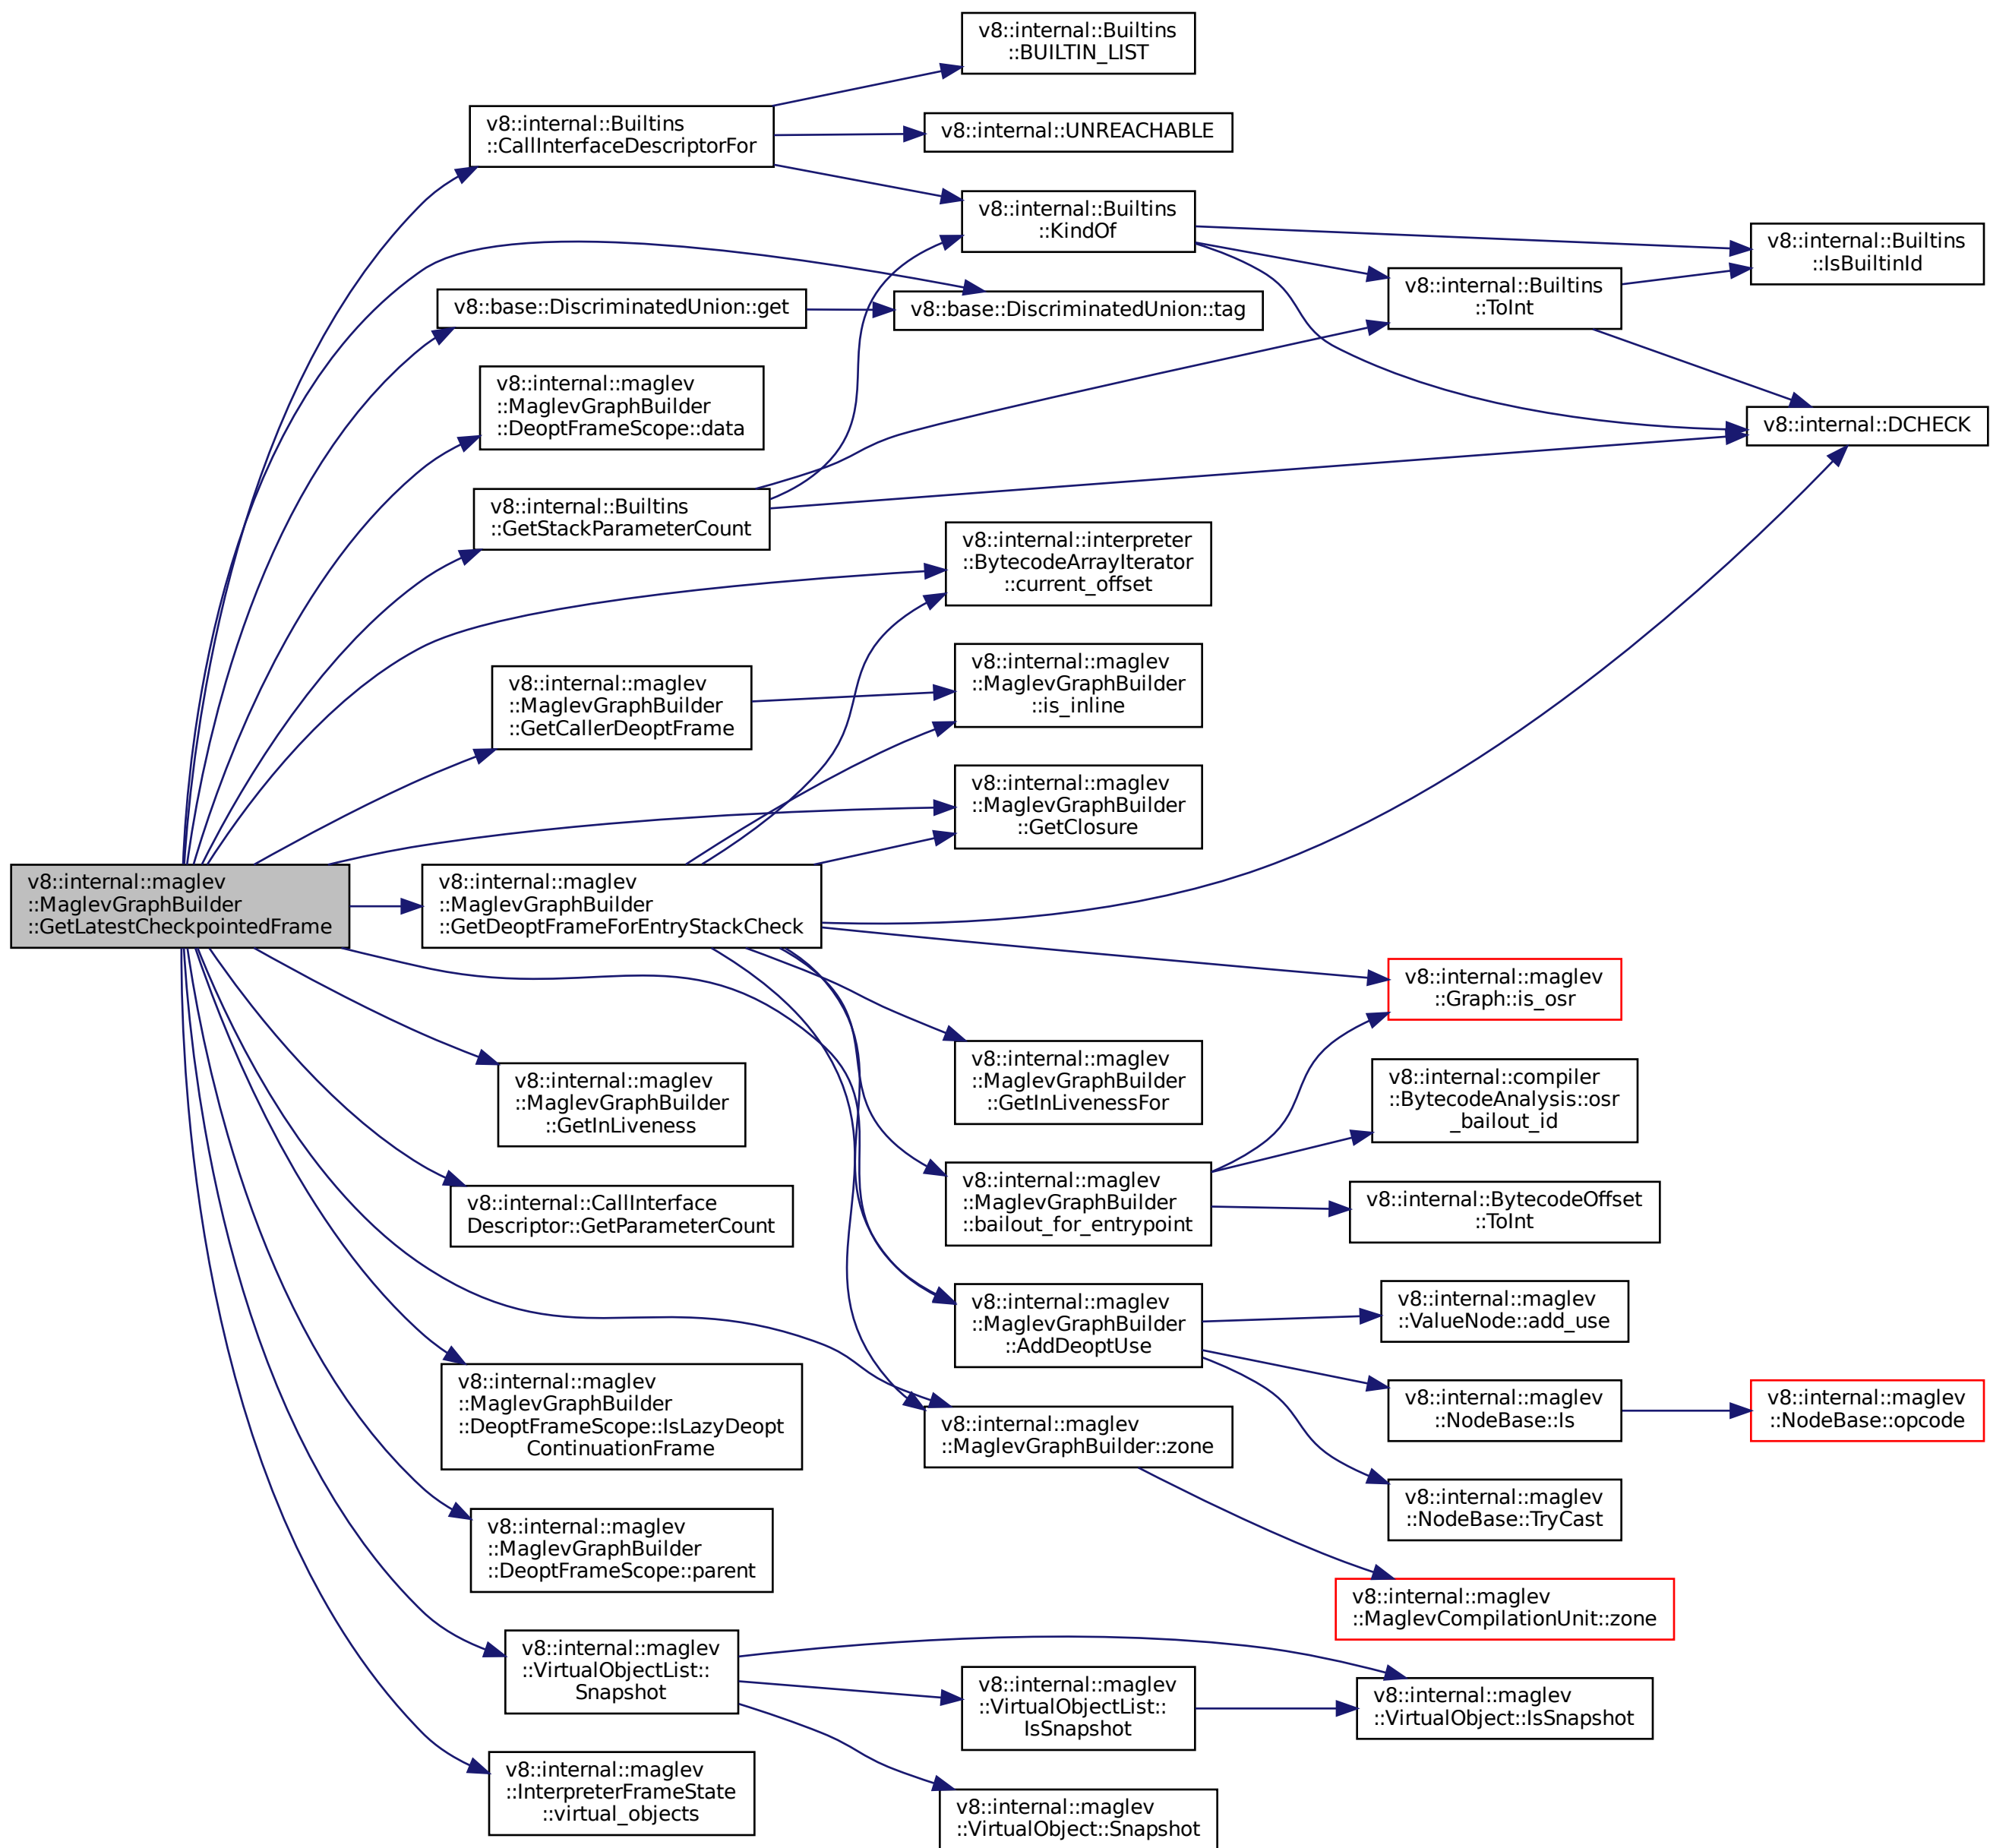 v8::internal::Builtins
::BUILTIN_LIST
v8::internal::Builtins
::CallInterfaceDescriptorFor
v8::internal::UNREACHABLE
v8::internal::Builtins
::KindOf
v8::internal::Builtins
::IsBuiltinId
v8::internal::Builtins
::ToInt
v8::base::DiscriminatedUnion::get
v8::base::DiscriminatedUnion::tag
v8::internal::maglev
::MaglevGraphBuilder
::DeoptFrameScope::data
v8::internal::DCHECK
v8::internal::Builtins
::GetStackParameterCount
v8::internal::interpreter
::BytecodeArrayIterator
::current_offset
v8::internal::maglev
::MaglevGraphBuilder
::is_inline
v8::internal::maglev
::MaglevGraphBuilder
::GetCallerDeoptFrame
v8::internal::maglev
::MaglevGraphBuilder
::GetClosure
v8::internal::maglev
::MaglevGraphBuilder
::GetLatestCheckpointedFrame
v8::internal::maglev
::MaglevGraphBuilder
::GetDeoptFrameForEntryStackCheck
v8::internal::maglev
::Graph::is_osr
v8::internal::maglev
::MaglevGraphBuilder
::GetInLivenessFor
v8::internal::maglev
::MaglevGraphBuilder
::GetInLiveness
v8::internal::compiler
::BytecodeAnalysis::osr
_bailout_id
v8::internal::maglev
::MaglevGraphBuilder
::bailout_for_entrypoint
v8::internal::BytecodeOffset
::ToInt
v8::internal::CallInterface
Descriptor::GetParameterCount
v8::internal::maglev
::MaglevGraphBuilder
::AddDeoptUse
v8::internal::maglev
::ValueNode::add_use
v8::internal::maglev
::MaglevGraphBuilder
::DeoptFrameScope::IsLazyDeopt
ContinuationFrame
v8::internal::maglev
::NodeBase::Is
v8::internal::maglev
::NodeBase::opcode
v8::internal::maglev
::MaglevGraphBuilder::zone
v8::internal::maglev
::NodeBase::TryCast
v8::internal::maglev
::MaglevGraphBuilder
::DeoptFrameScope::parent
v8::internal::maglev
::MaglevCompilationUnit::zone
v8::internal::maglev
::VirtualObjectList::
Snapshot
v8::internal::maglev
::VirtualObjectList::
IsSnapshot
v8::internal::maglev
::VirtualObject::IsSnapshot
v8::internal::maglev
::InterpreterFrameState
::virtual_objects
v8::internal::maglev
::VirtualObject::Snapshot